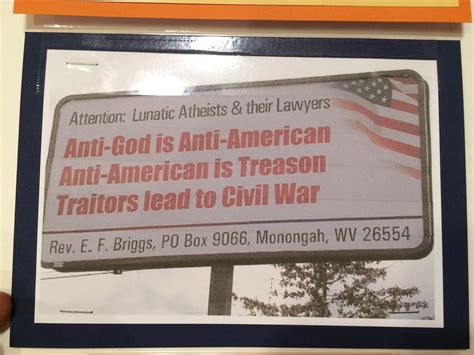 Attention: Lunatic Atheists & their Lawyers
Anti-God is Anti-American
Anti-American is Treason
Traitors lead to Civil War
Rev. E. F. Briggs, PO Box 9066, Monongah, WV 26554